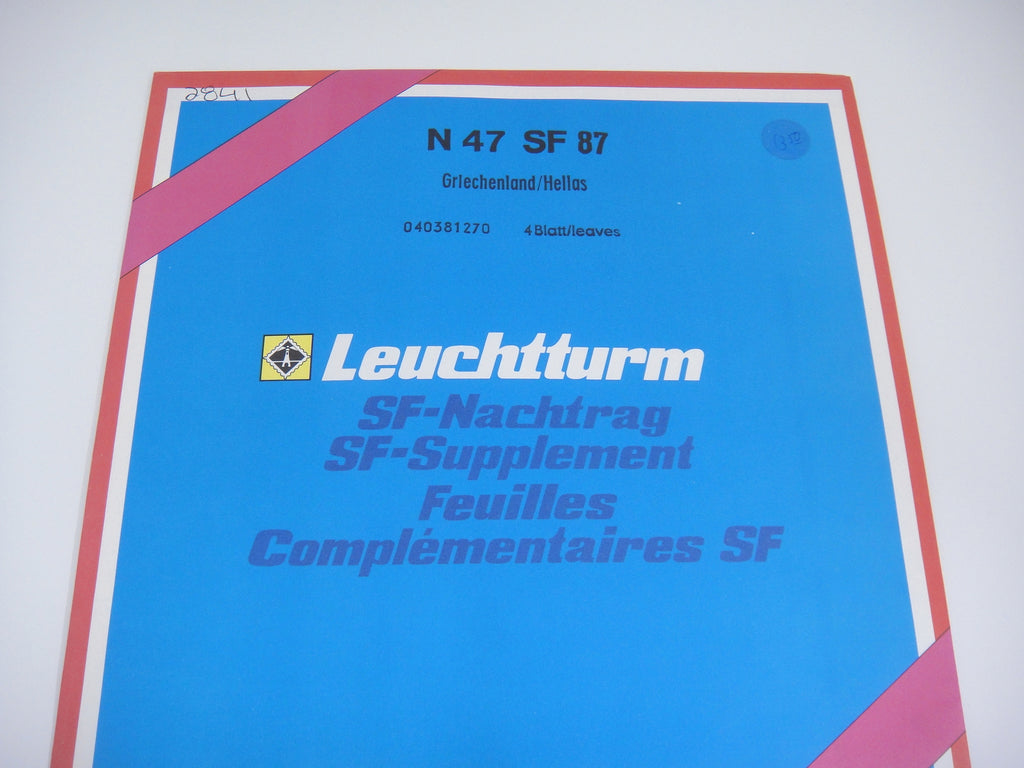 2841
N 47 SF 87
Griechenland/Hellas
040381270 4 Blatt/leaves
Leuchtturm
SF-Nachtrag
SF-Supplement
Feuilles
Complémentaires SF